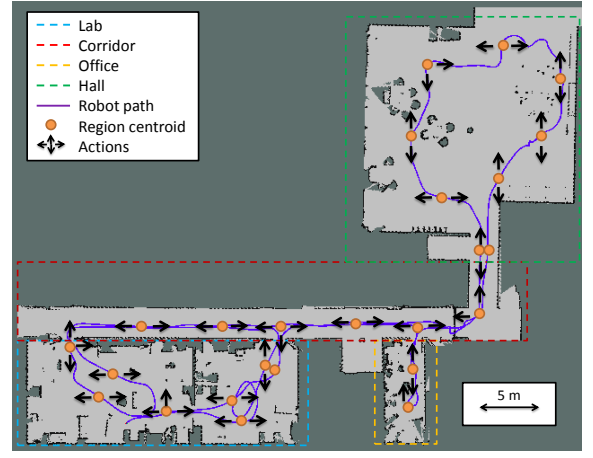 Lab
Corridor
Office
Hall
Robot path
Region centroid
Actions
5 m